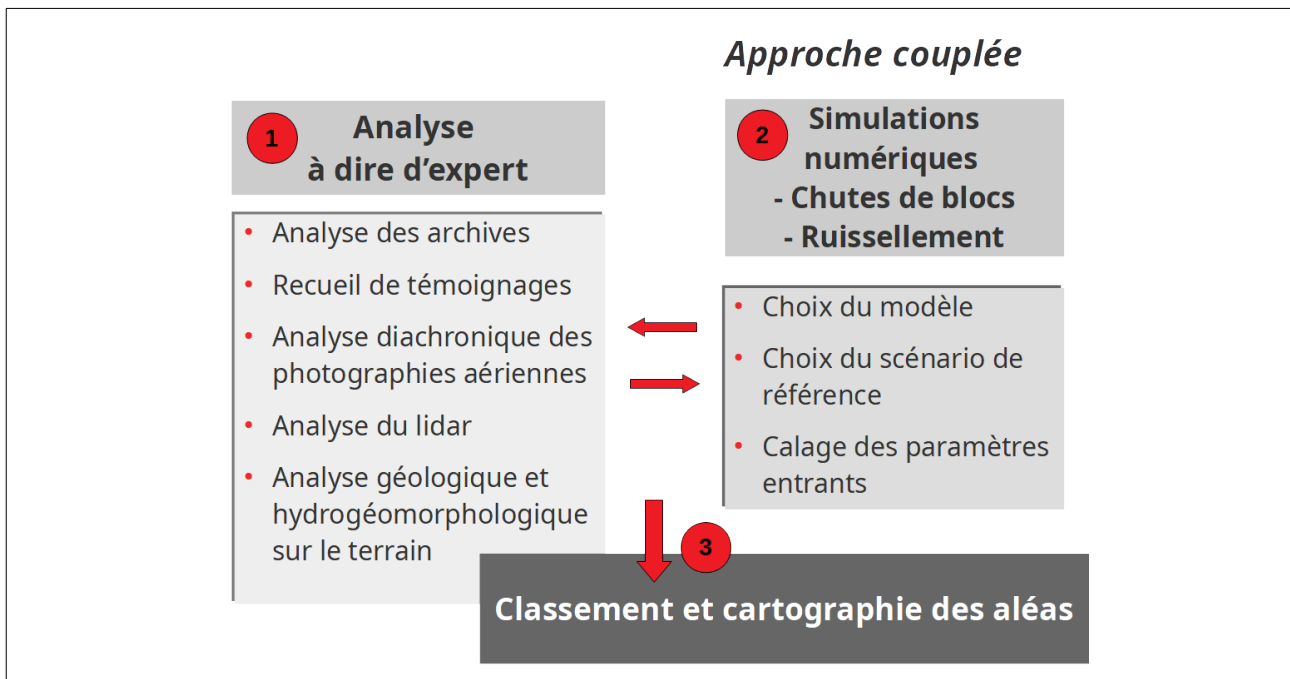 Approche couplée
1
Analyse
à dire d’expert
• Analyse des archives
• Recueil de témoignages
• Analyse diachronique des
photographies aériennes
• Analyse du lidar
• Analyse géologique et
hydrogéomorphologique
sur le terrain
2
Simulations
numériques
- Chutes de blocs
- Ruissellement
• Choix du modèle
• Choix du scénario de
référence
• Calage des paramètres
entrants
3
Classement et cartographie des aléas